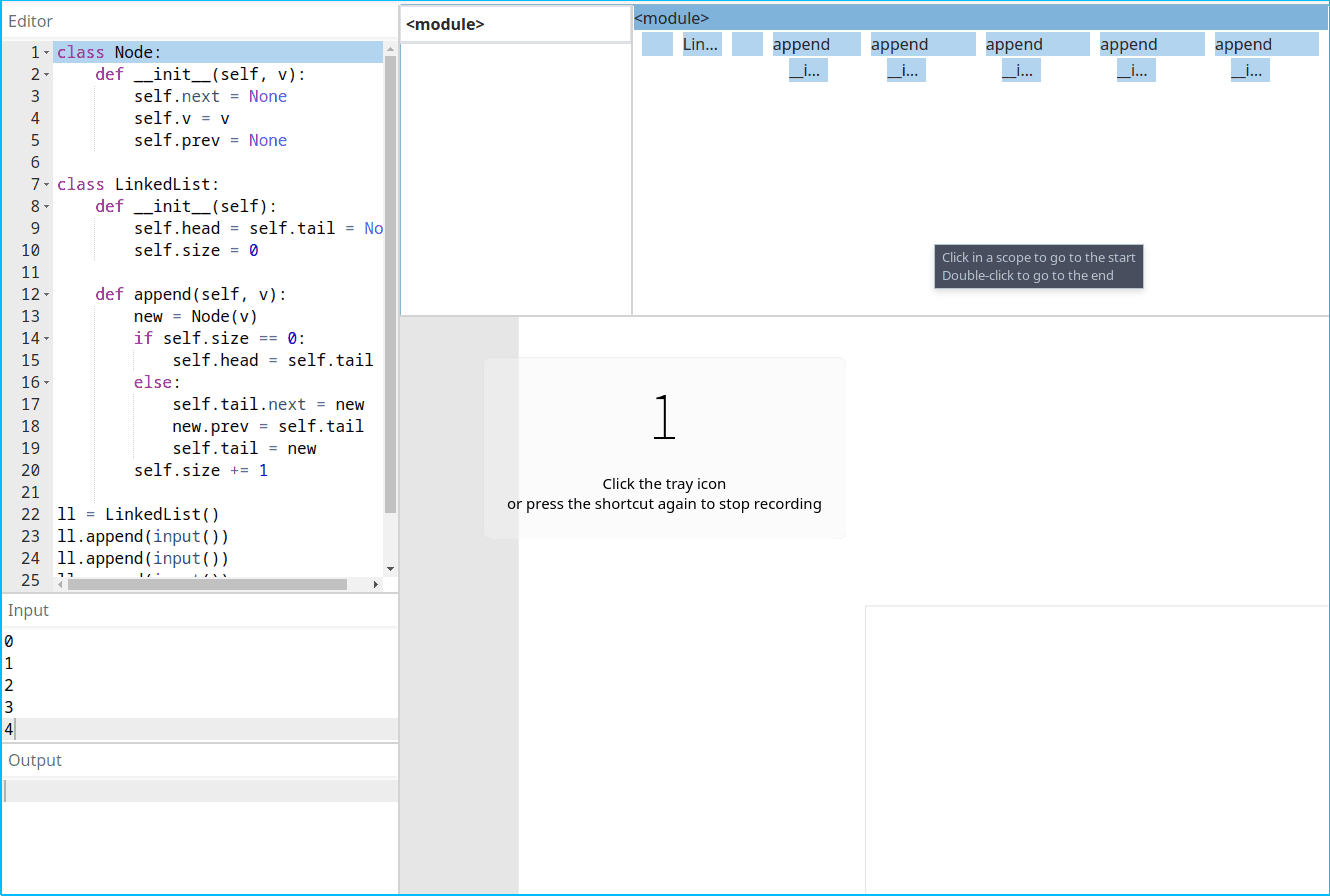 Editor
1 class Node:
2     def __init__(self, v):
3         self.next = None
4         self.v = v
5         self.prev = None
6
7 class LinkedList:
8     def __init__(self):
9         self.head = self.tail = No
10         self.size = 0
11
12     def append(self, v):
13         new = Node(v)
14         if self.size == 0:
15             self.head = self.tail
16         else:
17             self.tail.next = new
18             new.prev = self.tail
19             self.tail = new
20         self.size += 1
21
22 ll = LinkedList()
23 ll.append(input())
24 ll.append(input())
25
Input
0
1
2
3
4
Output
<module>
<module>
Lin... append append append append append
__i... __i... __i... __i... __i...
Click in a scope to go to the start
Double-click to go to the end
1
Click the tray icon
or press the shortcut again to stop recording